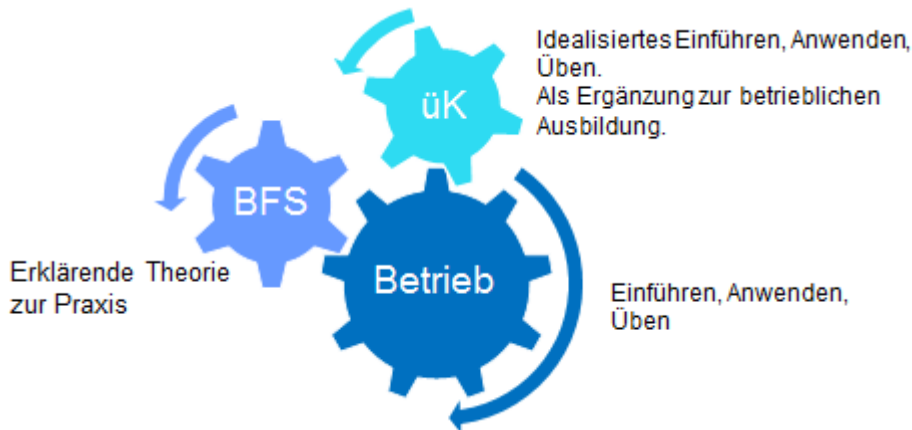 Idealisiertes Einführen, Anwenden,
Üben.
Als Ergänzung zur betrieblichen
Ausbildung.
üK
BFS
Betrieb
Erklärende Theorie
zur Praxis
Einführen, Anwenden,
Üben